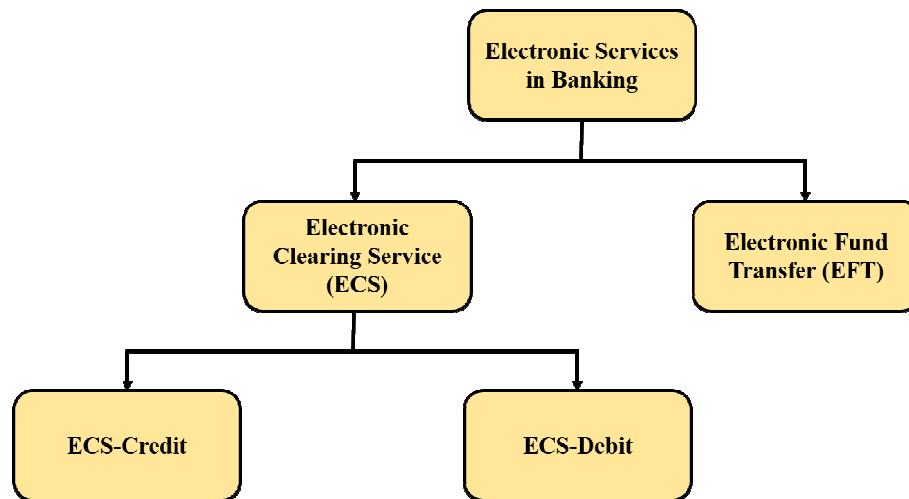 Electronic Services
in Banking
Electronic
Clearing Service
(ECS)
Electronic Fund
Transfer (EFT)
ECS-Credit
ECS-Debit